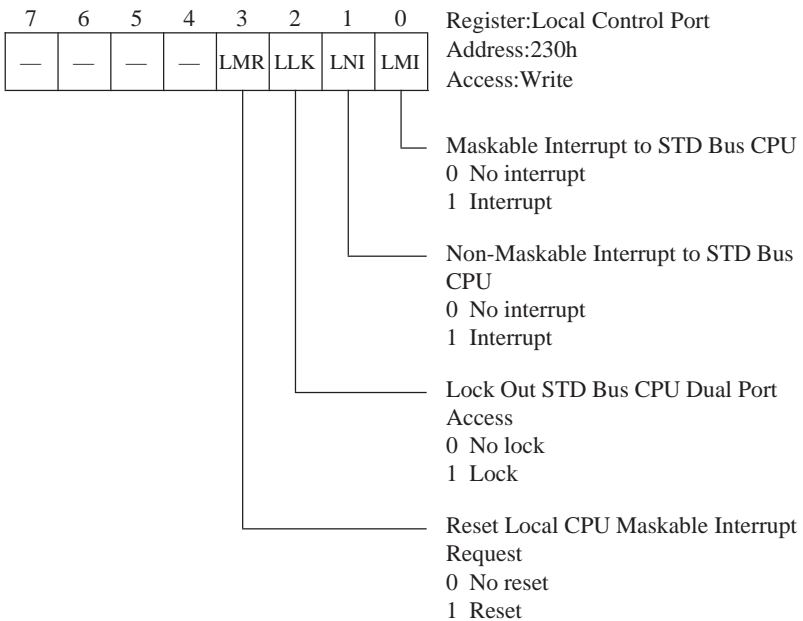 7 6 5 4 3 2 1 0
— — — — LMR LLK LNI LMI
Register:Local Control Port
Address:230h
Access:Write
Maskable Interrupt to STD Bus CPU
0 No interrupt
1 Interrupt
Non-Maskable Interrupt to STD Bus
CPU
0 No interrupt
1 Interrupt
Lock Out STD Bus CPU Dual Port
Access
0 No lock
1 Lock
Reset Local CPU Maskable Interrupt
Request
0 No reset
1 Reset